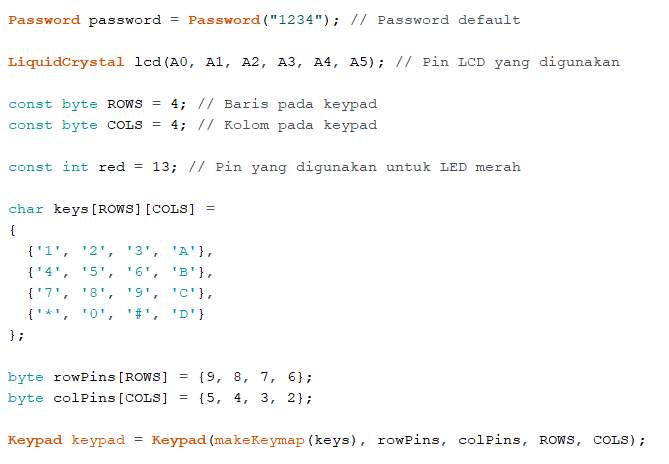 Password password = Password("1234"); // Password default
LiquidCrystal lcd(A0, A1, A2, A3, A4, A5); // Pin LCD yang digunakan
const byte ROWS = 4; // Baris pada keypad
const byte COLS = 4; // Kolom pada keypad
const int red = 13; // Pin yang digunakan untuk LED merah
char keys[ROWS][COLS] =
{
  {'1', '2', '3', 'A'},
  {'4', '5', '6', 'B'},
  {'7', '8', '9', 'C'},
  {'*', '0', '#', 'D'}
};
byte rowPins[ROWS] = {9, 8, 7, 6};
byte colPins[COLS] = {5, 4, 3, 2};
Keypad keypad = Keypad(makeKeymap(keys), rowPins, colPins, ROWS, COLS);